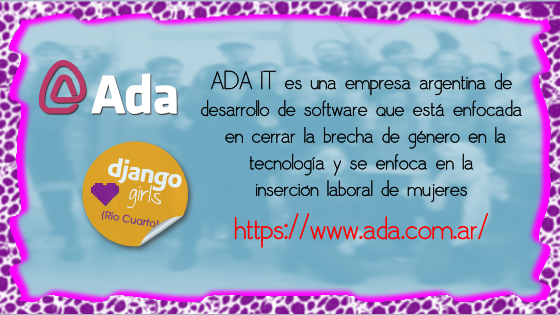 Ada
django
girls
(Río Cuarto)
ADA IT es una empresa argentina de
desarrollo de software que está enfocada
en cerrar la brecha de género en la
tecnología y se enfoca en la
inserción laboral de mujeres
https://www.ada.com.ar/